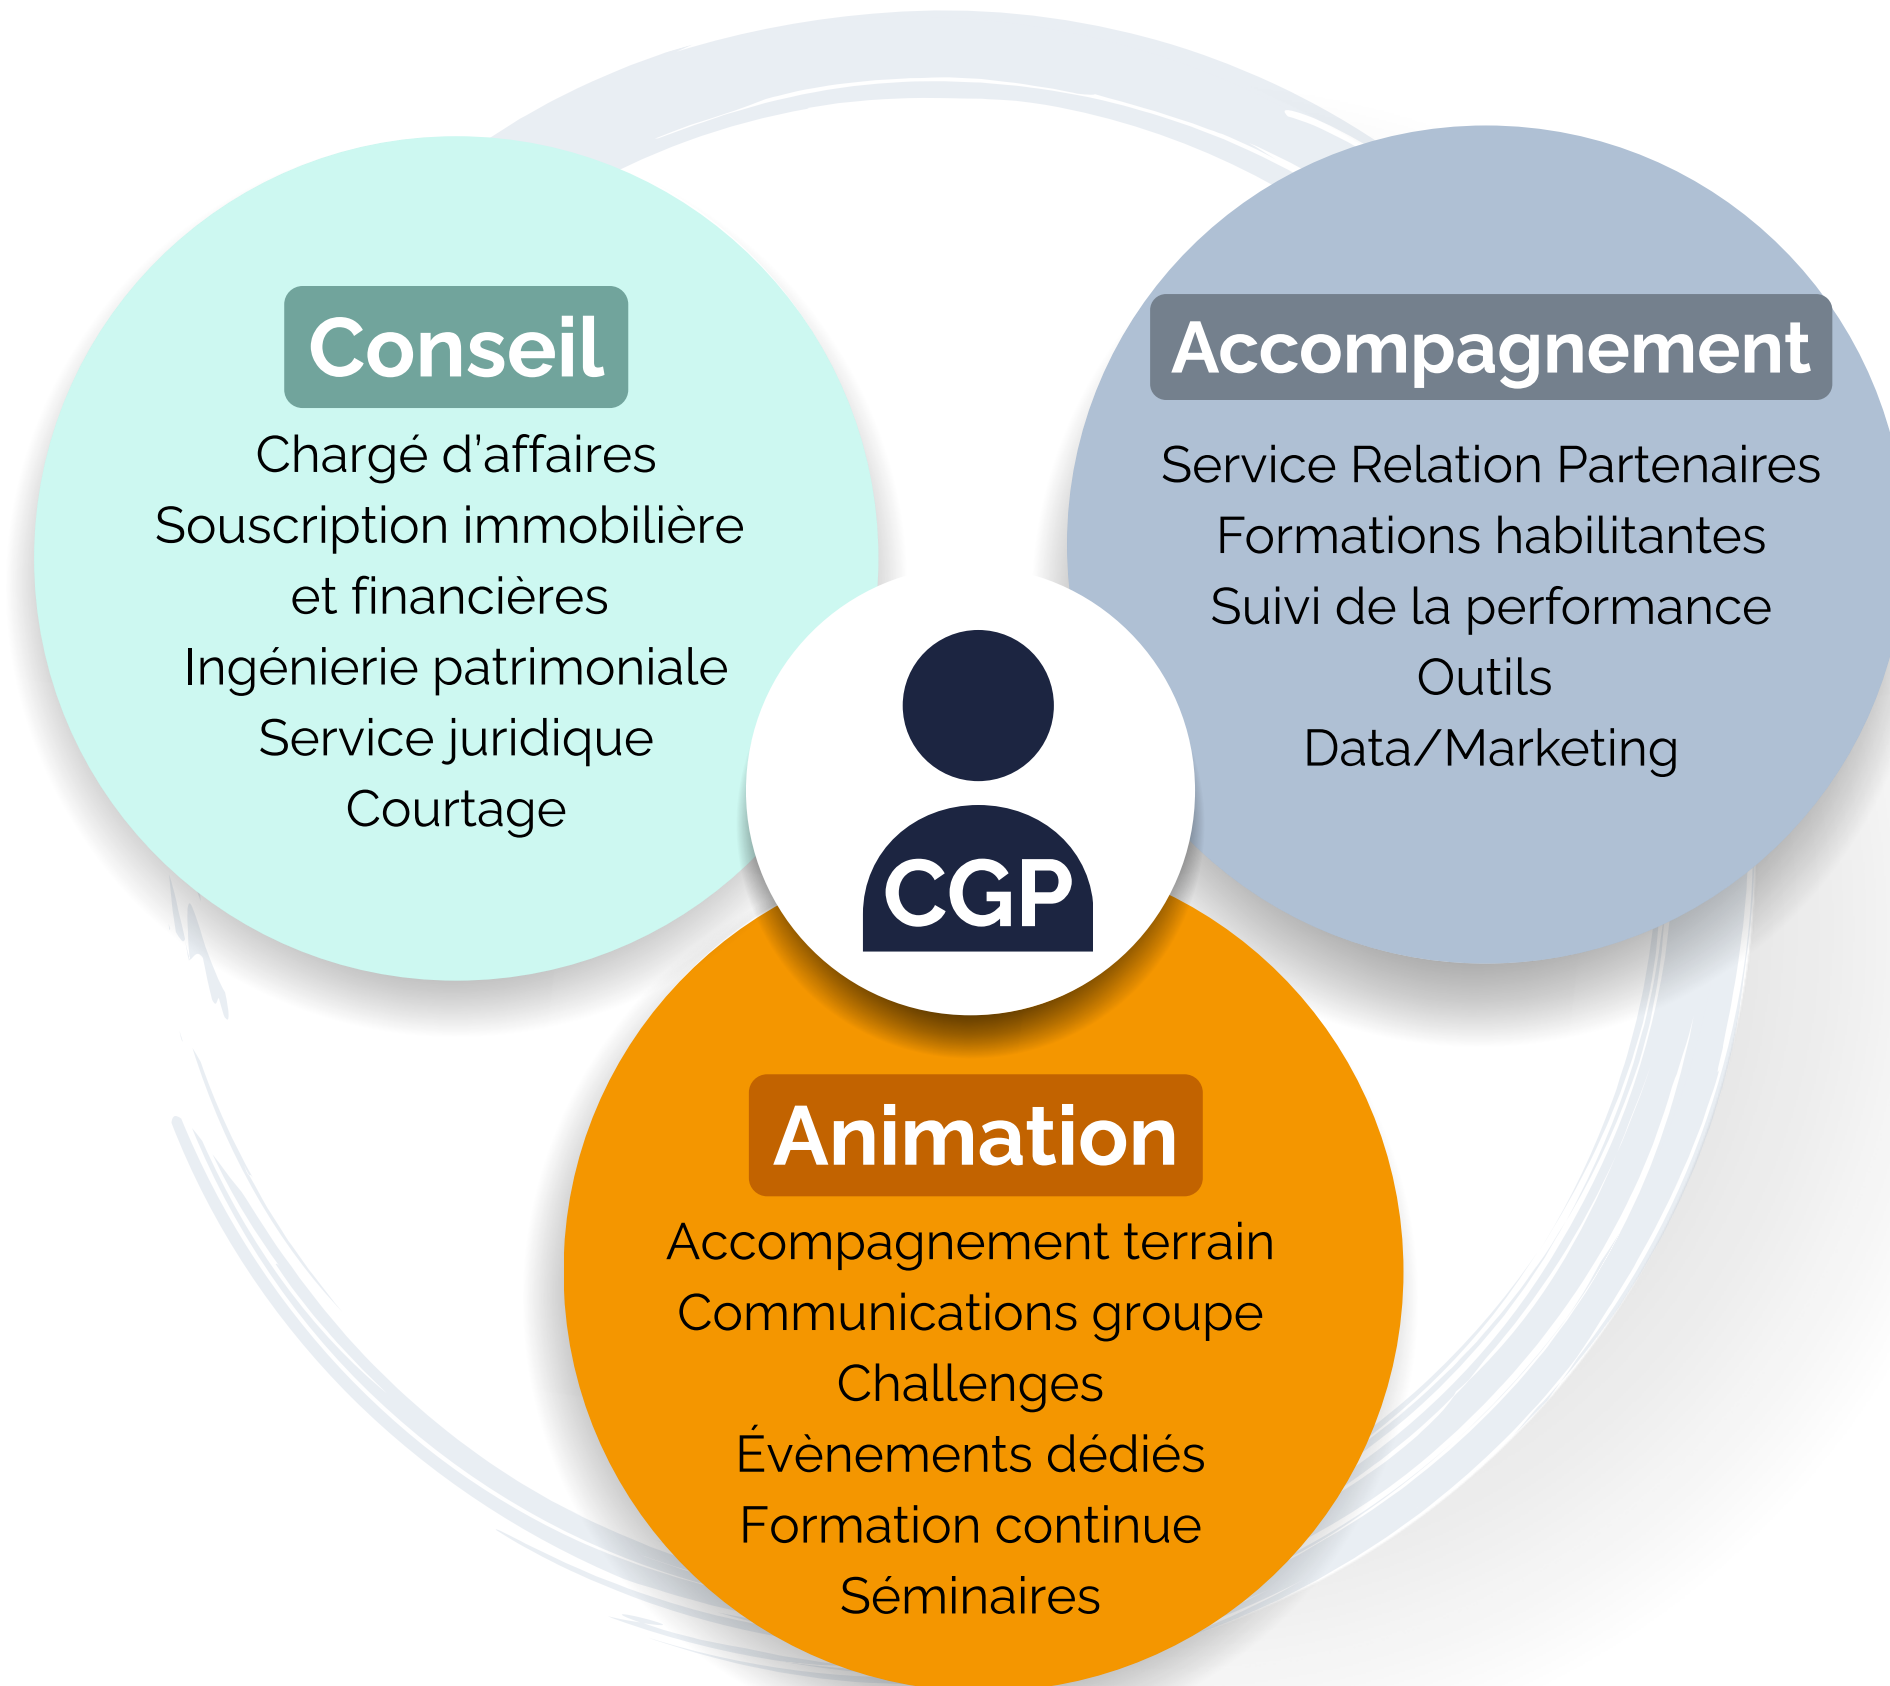 Conseil
Chargé d'affaires
Souscription immobilière
et financières
Ingénierie patrimoniale
Service juridique
Courtage
Accompagnement
Service Relation Partenaires
Formations habilitantes
Suivi de la performance
Outils
Data/Marketing
CGP
Animation
Accompagnement terrain
Communications groupe
Challenges
Évènements dédiés
Formation continue
Séminaires